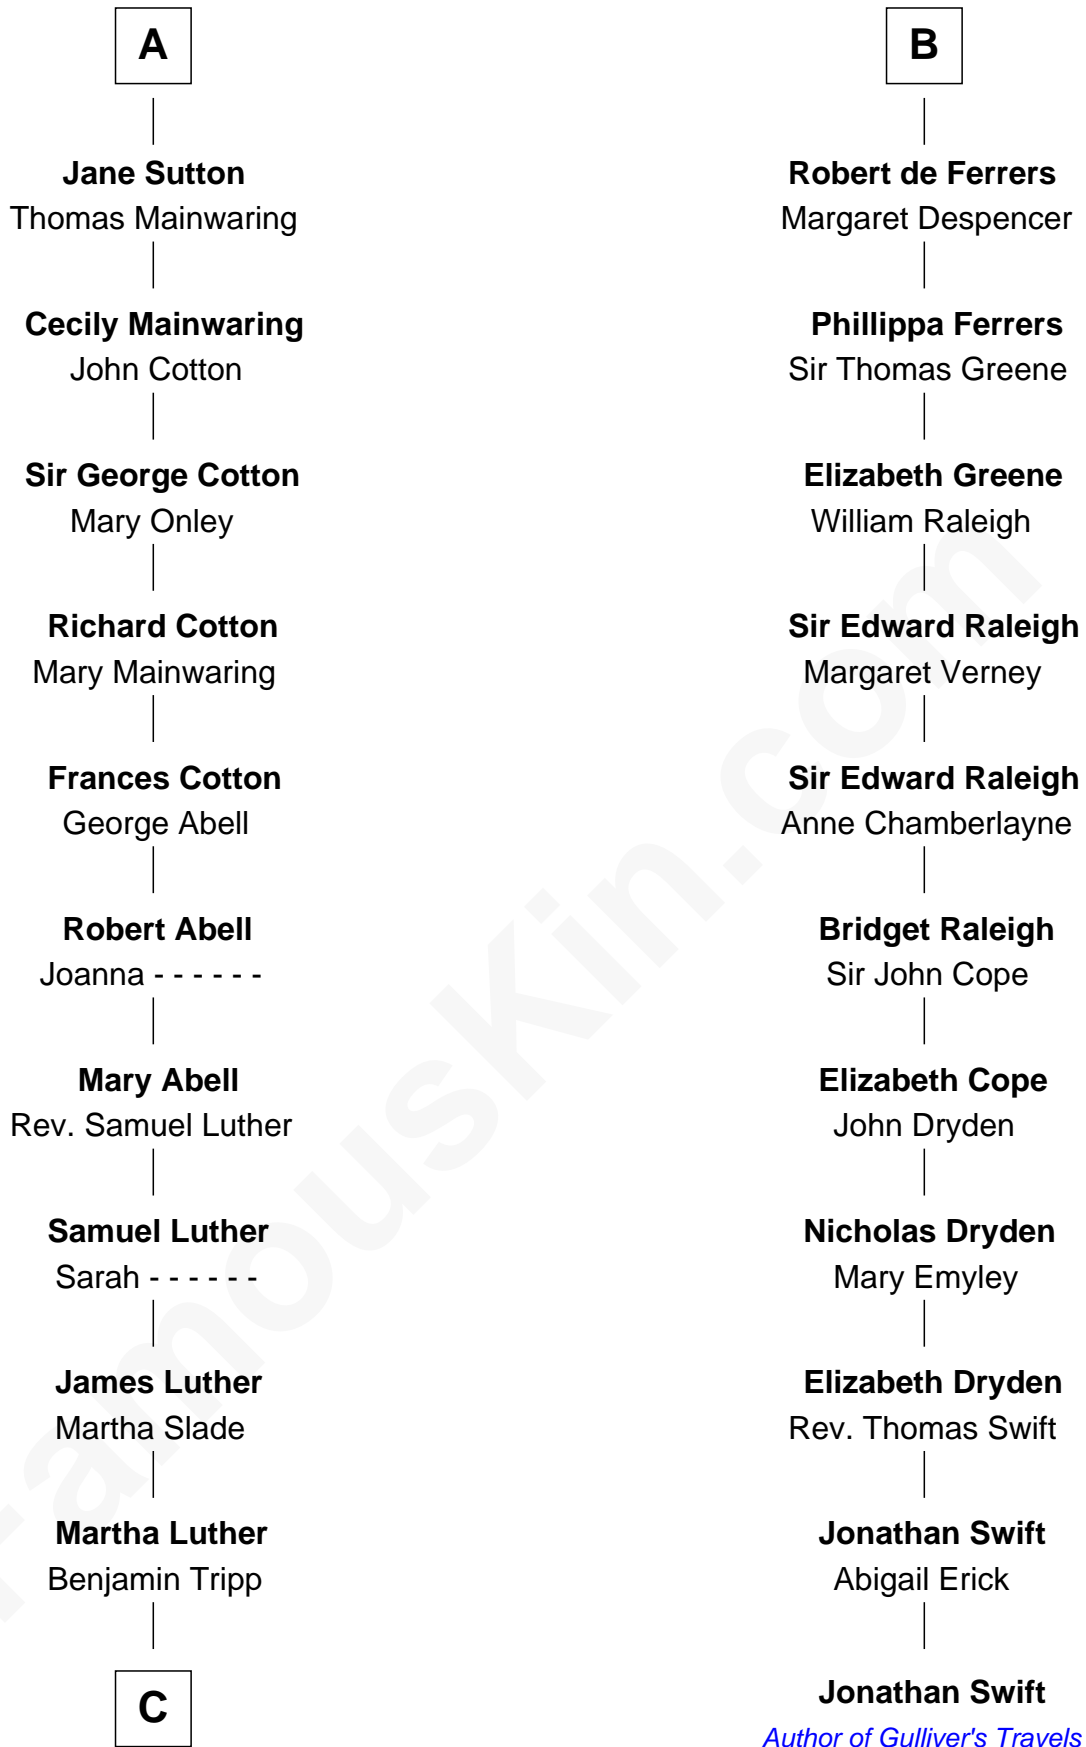 A
Jane Sutton
Thomas Mainwaring
Cecily Mainwaring
John Cotton
Sir George Cotton
Mary Onley
Richard Cotton
Mary Mainwaring
Frances Cotton
George Abell
Robert Abell
Joanna - - - - - -
Mary Abell
Rev. Samuel Luther
Samuel Luther
Sarah - - - - - -
James Luther
Martha Slade
Martha Luther
Benjamin Tripp
C
B
Robert de Ferrers
Margaret Despencer
Phillippa Ferrers
Sir Thomas Greene
Elizabeth Greene
William Raleigh
Sir Edward Raleigh
Margaret Verney
Sir Edward Raleigh
Anne Chamberlayne
Bridget Raleigh
Sir John Cope
Elizabeth Cope
John Dryden
Nicholas Dryden
Mary Emyley
Elizabeth Dryden
Rev. Thomas Swift
Jonathan Swift
Abigail Erick
Jonathan Swift
Author of Gulliver's Travels
FamousKin.com